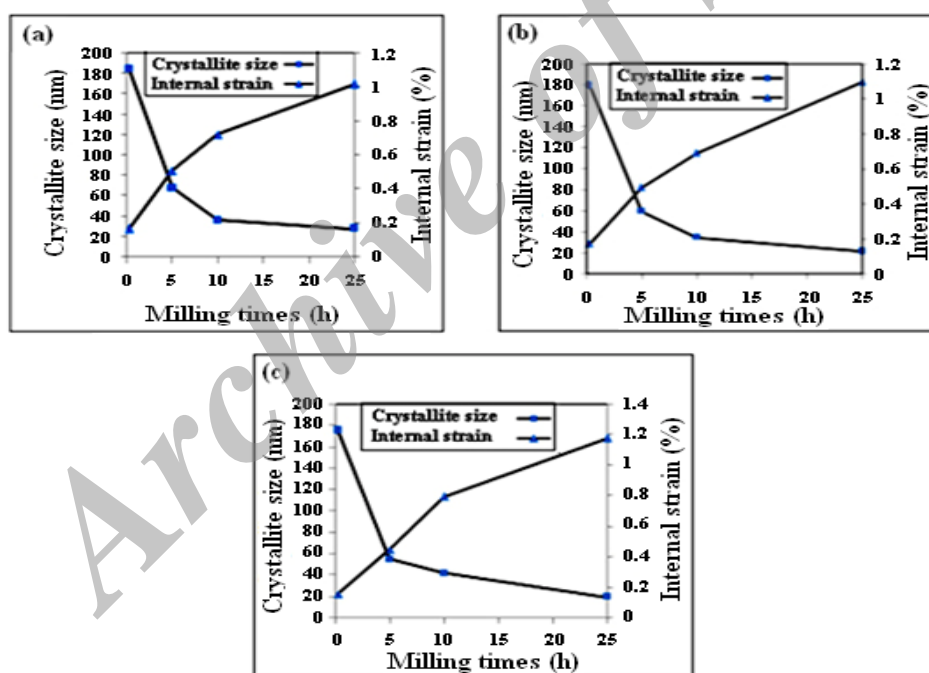 (a)
Crystallite size
Internal strain
Crystallite size (nm)
200
180
160
140
120
100
80
60
40
20
0
1.2
1
0.8
0.6
0.4
0.2
0
Internal strain (%)
0 5 10 15 20 25
Milling times (h)
(b)
Crystallite size
Internal strain
Crystallite size (nm)
200
180
160
140
120
100
80
60
40
20
0
1.2
1
0.8
0.6
0.4
0.2
0
Internal strain (%)
0 5 10 15 20 25
Milling times (h)
(c)
Crystallite size
Internal strain
Crystallite size (nm)
200
180
160
140
120
100
80
60
40
20
0
1.4
1.2
1
0.8
0.6
0.4
0.2
0
Internal strain (%)
0 5 10 15 20 25
Milling times (h)
Archive of